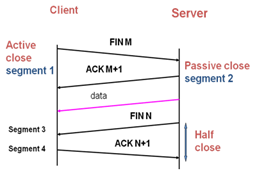 Client
Server
FIN M
Active
close
segment 1
ACK M+1
Passive close
segment 2
data
FIN N
Segment 3
Half
close
ACK N+1
Segment 4